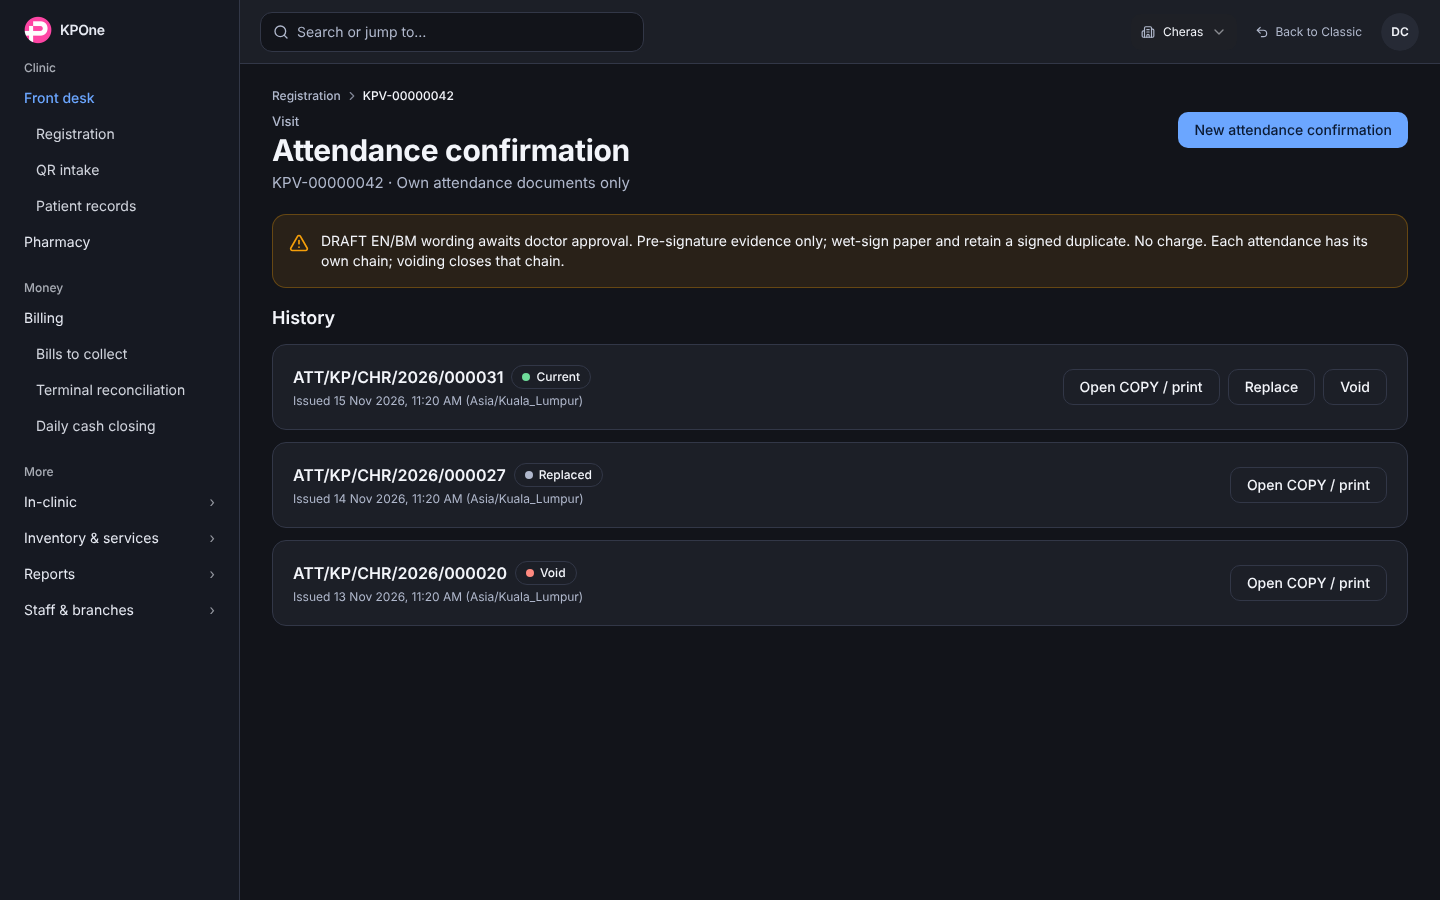 KPOne
Clinic
Front desk
Registration
QR intake
Patient records
Pharmacy
Money
Billing
Bills to collect
Terminal reconciliation
Daily cash closing
More
In-clinic
Inventory & services
Reports
Staff & branches
Search or jump to...
Cheras
Back to Classic
DC
Registration > KPV-00000042
Visit
Attendance confirmation
KPV-00000042 · Own attendance documents only
New attendance confirmation
DRAFT EN/BM wording awaits doctor approval. Pre-signature evidence only; wet-sign paper and retain a signed duplicate. No charge. Each attendance has its
own chain; voiding closes that chain.
History
ATT/KP/CHR/2026/000031 Current
Issued 15 Nov 2026, 11:20 AM (Asia/Kuala_Lumpur)
Open COPY / print Replace Void
ATT/KP/CHR/2026/000027 Replaced
Issued 14 Nov 2026, 11:20 AM (Asia/Kuala_Lumpur)
Open COPY / print
ATT/KP/CHR/2026/000020 Void
Issued 13 Nov 2026, 11:20 AM (Asia/Kuala_Lumpur)
Open COPY / print